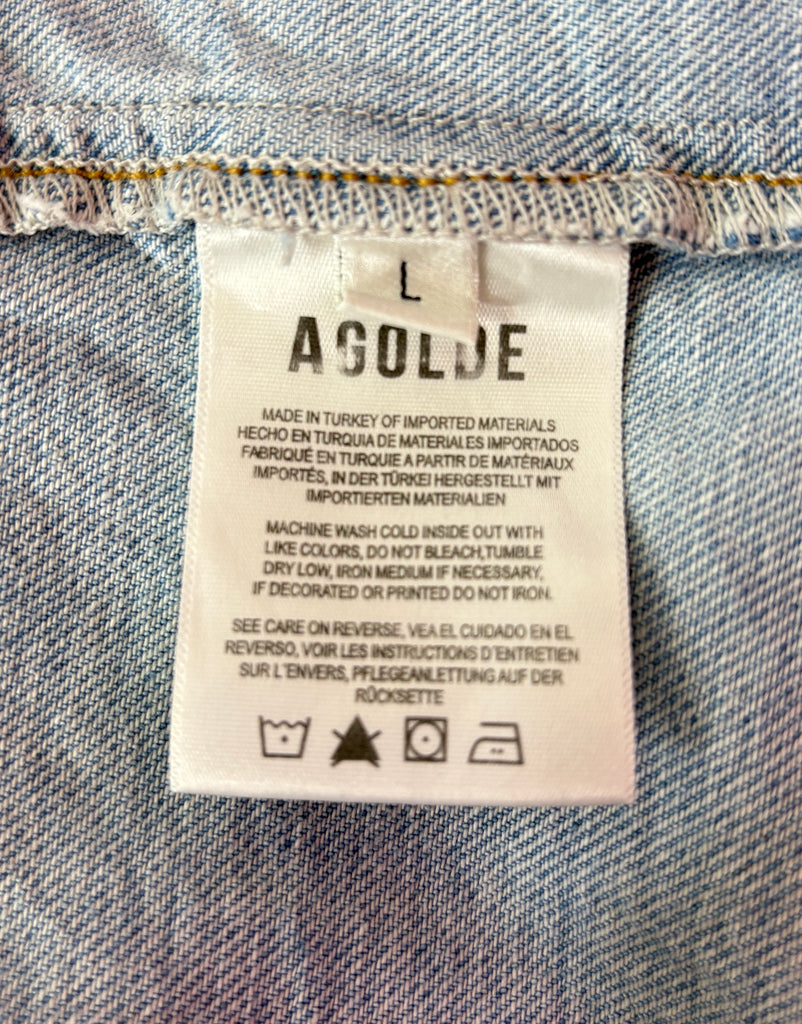 L
AGOLDE
MADE IN TURKEY OF IMPORTED MATERIALS
HECHO EN TURQUIA DE MATERIALES IMPORTADOS
FABRIQUÉ EN TURQUIE A PARTIR DE MATÉRIAUX
IMPORTÉS, IN DER TÜRKEI HERGESTELLT MIT
IMPORTIERTEN MATERIALIEN
MACHINE WASH COLD INSIDE OUT WITH
LIKE COLORS, DO NOT BLEACH,TUMBLE
DRY LOW, IRON MEDIUM IF NECESSARY,
IF DECORATED OR PRINTED DO NOT IRON.
SEE CARE ON REVERSE, VEA EL CUIDADO EN EL
REVERSO, VOIR LES INSTRUCTIONS D'ENTRETIEN
SUR L'ENVERS, PFLEGEANLETTUNG AUF DER
RÜCKSETTE